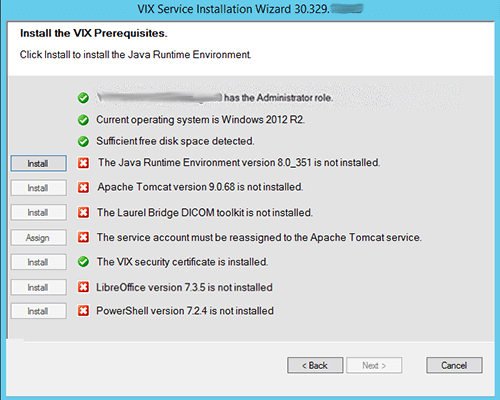 VIX Service Installation Wizard 30.329.
Install the VIX Prerequisites.
Click Install to install the Java Runtime Environment.
has the Administrator role.
Current operating system is Windows 2012 R2.
Sufficient free disk space detected.
Install The Java Runtime Environment version 8.0_351 is not installed.
Install Apache Tomcat version 9.0.68 is not installed.
Install The Laurel Bridge DICOM toolkit is not installed.
Assign The service account must be reassigned to the Apache Tomcat service.
Install The VIX security certificate is installed.
Install LibreOffice version 7.3.5 is not installed
Install PowerShell version 7.2.4 is not installed
< Back Next > Cancel